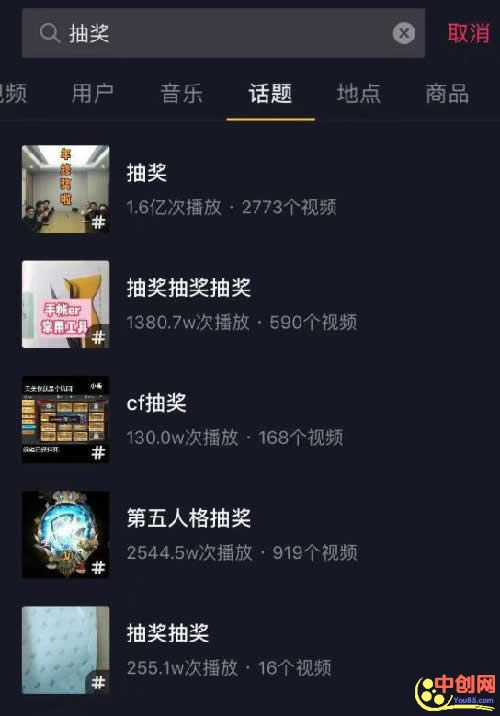 抽奖
取消
视频 用户 音乐 话题 地点 商品
年终奖啦
#
抽奖
1.6亿次播放 · 2773个视频
手帐er
常用工具
#
抽奖抽奖抽奖
1380.7w次播放 · 590个视频
#
cf抽奖
130.0w次播放 · 168个视频
#
第五人格抽奖
2544.5w次播放 · 919个视频
#
抽奖抽奖
255.1w次播放 · 16个视频
#
中创网
You85.com